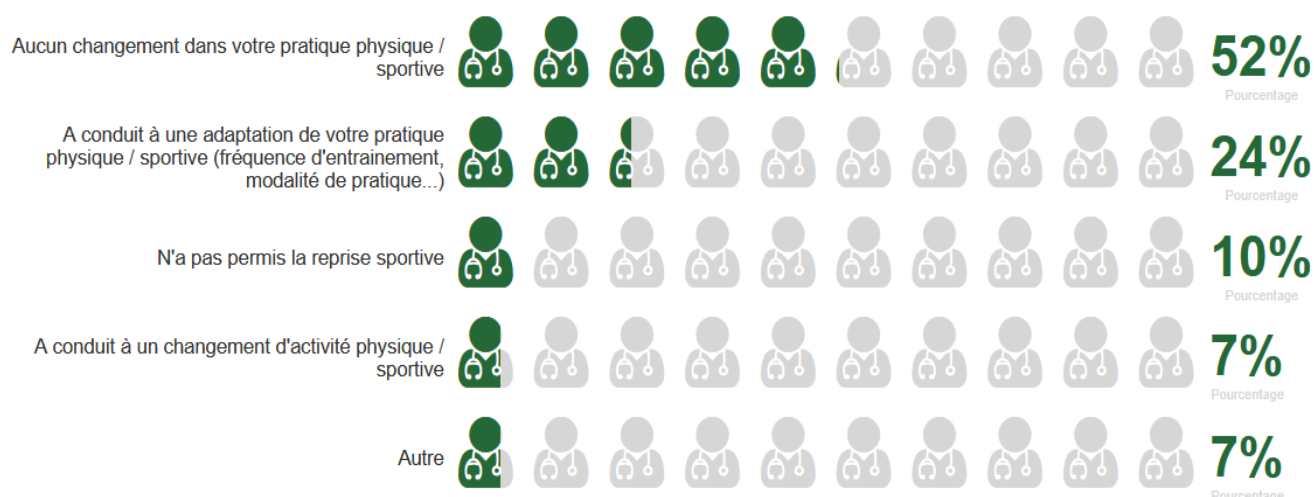 Aucun changement dans votre pratique physique /
sportive
52%
Pourcentage
A conduit à une adaptation de votre pratique
physique / sportive (fréquence d'entrainement,
modalité de pratique...)
24%
Pourcentage
N'a pas permis la reprise sportive
10%
Pourcentage
A conduit à un changement d'activité physique /
sportive
7%
Pourcentage
Autre
7%
Pourcentage